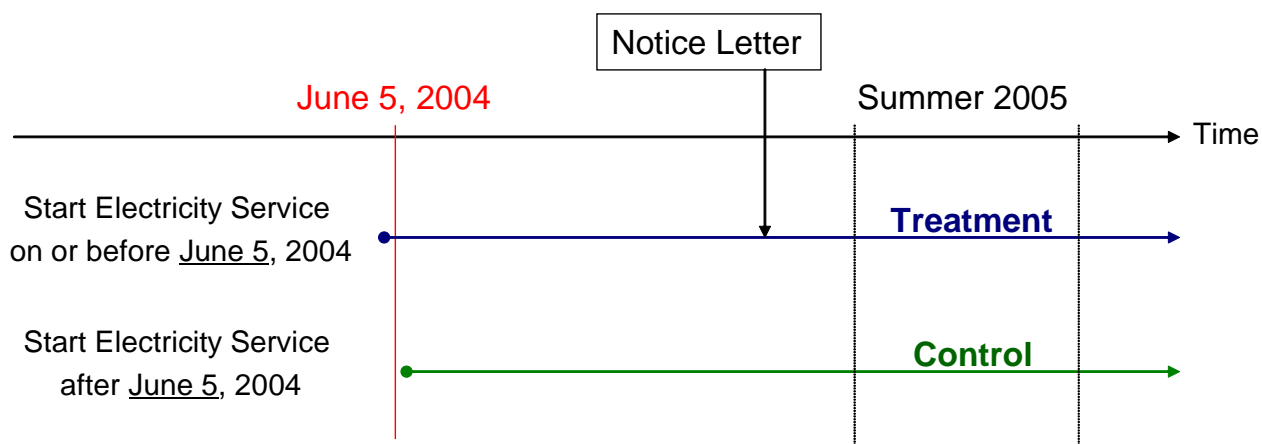 Notice Letter
June 5, 2004
Summer 2005
Time
Start Electricity Service
on or before June 5, 2004
Treatment
Start Electricity Service
after June 5, 2004
Control